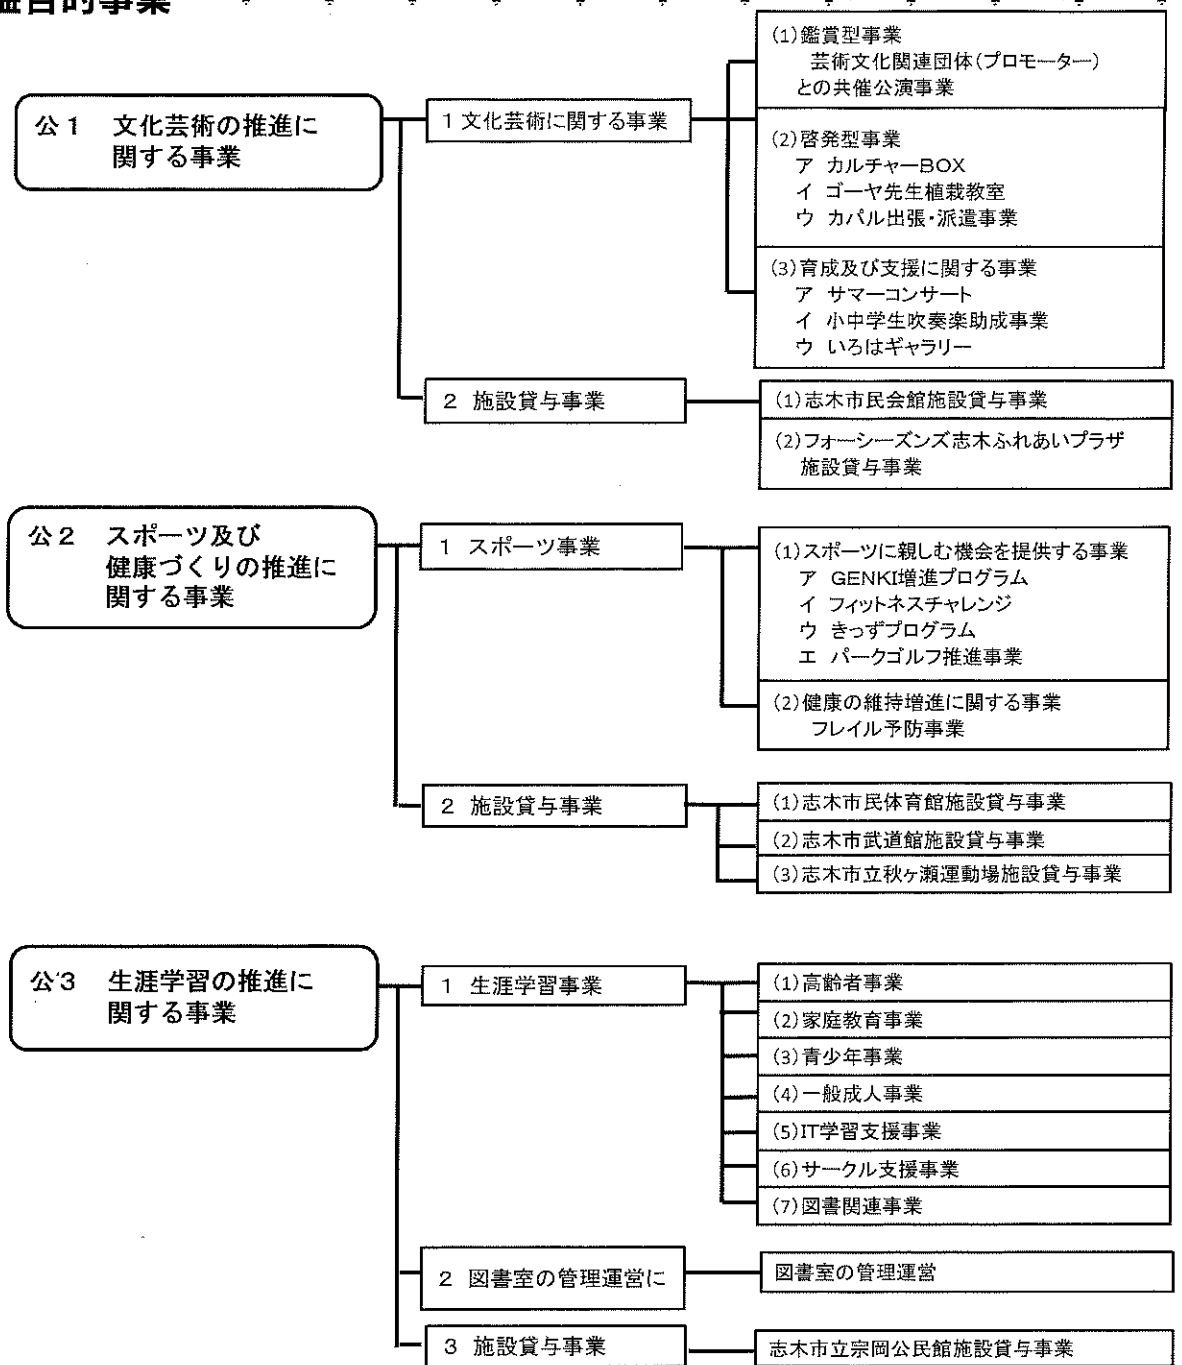 益目的事業
公1 文化芸術の推進に
関する事業
1 文化芸術に関する事業
(1)鑑賞型事業
芸術文化関連団体(プロモーター)
との共催公演事業
(2)啓発型事業
ア カルチャーBOX
イ ゴーヤ先生植栽教室
ウ カパル出張・派遣事業
(3)育成及び支援に関する事業
ア サマーコンサート
イ 小中学生吹奏楽助成事業
ウ いろはギャラリー
2 施設貸与事業
(1)志木市民会館施設貸与事業
(2)フォーシーズンズ志木ふれあいプラザ
施設貸与事業
公2 スポーツ及び
健康づくりの推進に
関する事業
1 スポーツ事業
(1)スポーツに親しむ機会を提供する事業
ア GENKI増進プログラム
イ フィットネスチャレンジ
ウ きっずプログラム
エ パークゴルフ推進事業
(2)健康の維持増進に関する事業
フレイル予防事業
2 施設貸与事業
(1)志木市民体育館施設貸与事業
(2)志木市武道館施設貸与事業
(3)志木市立秋ヶ瀬運動場施設貸与事業
公3 生涯学習の推進に
関する事業
1 生涯学習事業
(1)高齢者事業
(2)家庭教育事業
(3)青少年事業
(4)一般成人事業
(5)IT学習支援事業
(6)サークル支援事業
(7)図書関連事業
2 図書室の管理運営に
図書室の管理運営
3 施設貸与事業
志木市立宗岡公民館施設貸与事業